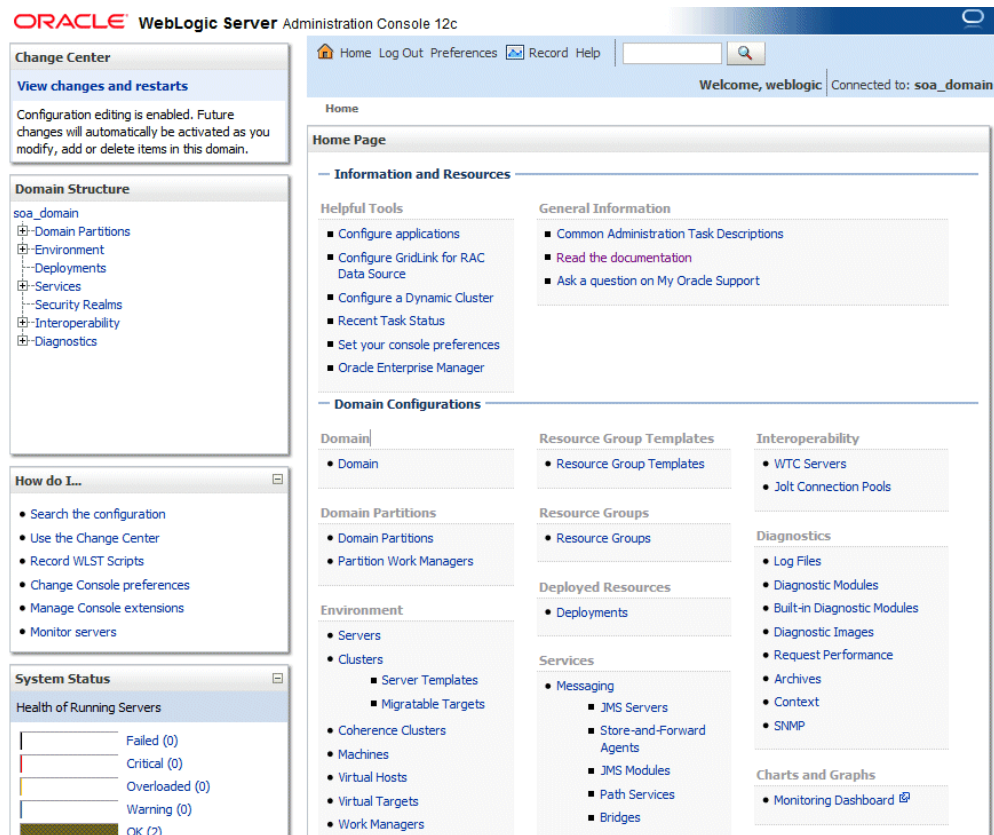 ORACLE WebLogic Server Administration Console 12c
Change Center
View changes and restarts
Configuration editing is enabled. Future
changes will automatically be activated as you
modify, add or delete items in this domain.
Domain Structure
soa_domain
Domain Partitions
Environment
Deployments
Services
Security Realms
Interoperability
Diagnostics
How do I...
Search the configuration
Use the Change Center
Record WLST Scripts
Change Console preferences
Manage Console extensions
Monitor servers
System Status
Health of Running Servers
Failed (0)
Critical (0)
Overloaded (0)
Warning (0)
OK (2)
Home Log Out Preferences Record Help
Welcome, weblogic Connected to: soa_domain
Home
Home Page
Information and Resources
Helpful Tools
Configure applications
Configure GridLink for RAC
Data Source
Configure a Dynamic Cluster
Recent Task Status
Set your console preferences
Oracle Enterprise Manager
General Information
Common Administration Task Descriptions
Read the documentation
Ask a question on My Oracle Support
Domain Configurations
Domain
Domain
Domain Partitions
Domain Partitions
Partition Work Managers
Environment
Servers
Clusters
Server Templates
Migratable Targets
Coherence Clusters
Machines
Virtual Hosts
Virtual Targets
Work Managers
Resource Group Templates
Resource Group Templates
Resource Groups
Resource Groups
Deployed Resources
Deployments
Services
Messaging
JMS Servers
Store-and-Forward
Agents
JMS Modules
Path Services
Bridges
Interoperability
WTC Servers
Jolt Connection Pools
Diagnostics
Log Files
Diagnostic Modules
Built-in Diagnostic Modules
Diagnostic Images
Request Performance
Archives
Context
SNMP
Charts and Graphs
Monitoring Dashboard